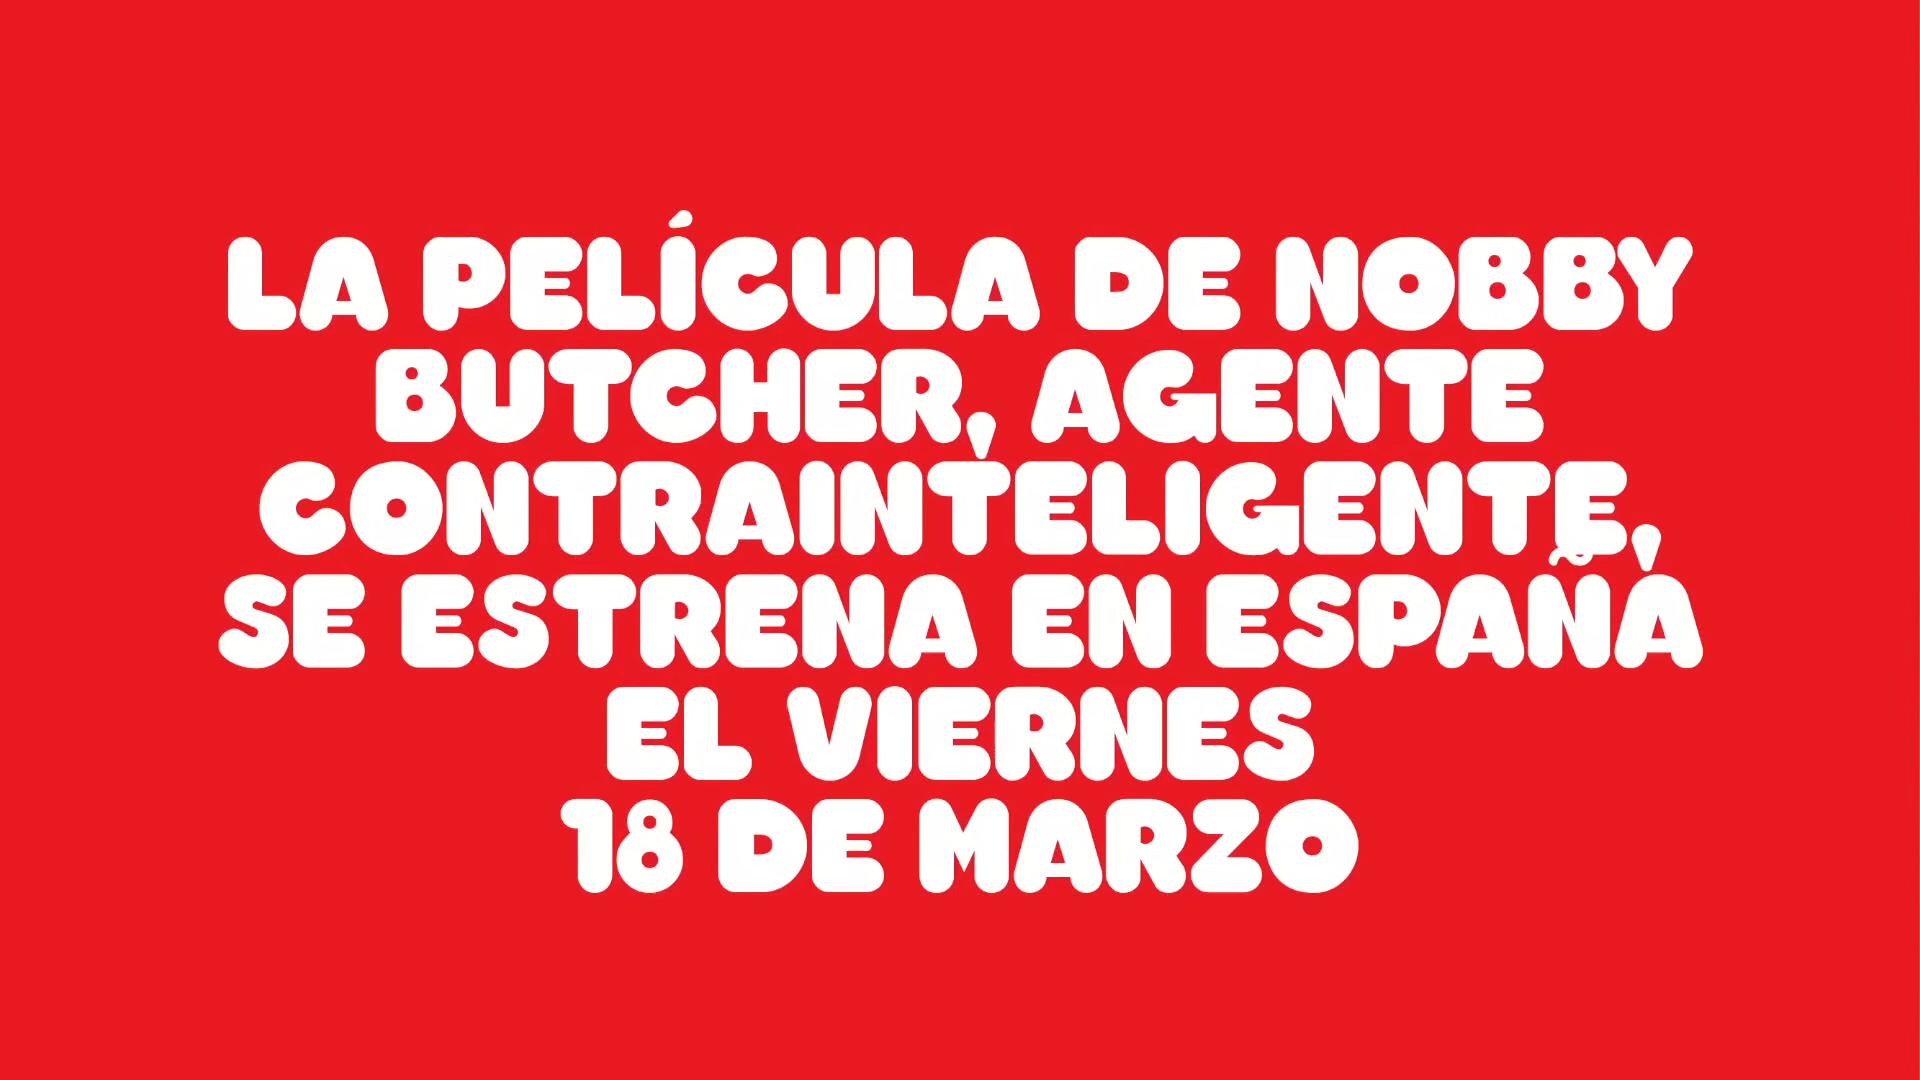 LA PELÍCULA DE NOBBY
BUTCHER, AGENTE
CONTRAINTELIGENTE,
SE ESTRENA EN ESPAÑA
EL VIERNES
18 DE MARZO